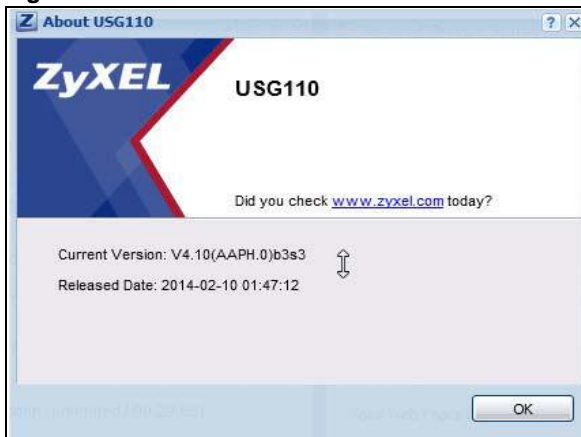 About USG110
ZyXEL
USG110
Did you check www.zyxel.com today?
Current Version: V4.10(AAPH.0)b3s3
Released Date: 2014-02-10 01:47:12
OK